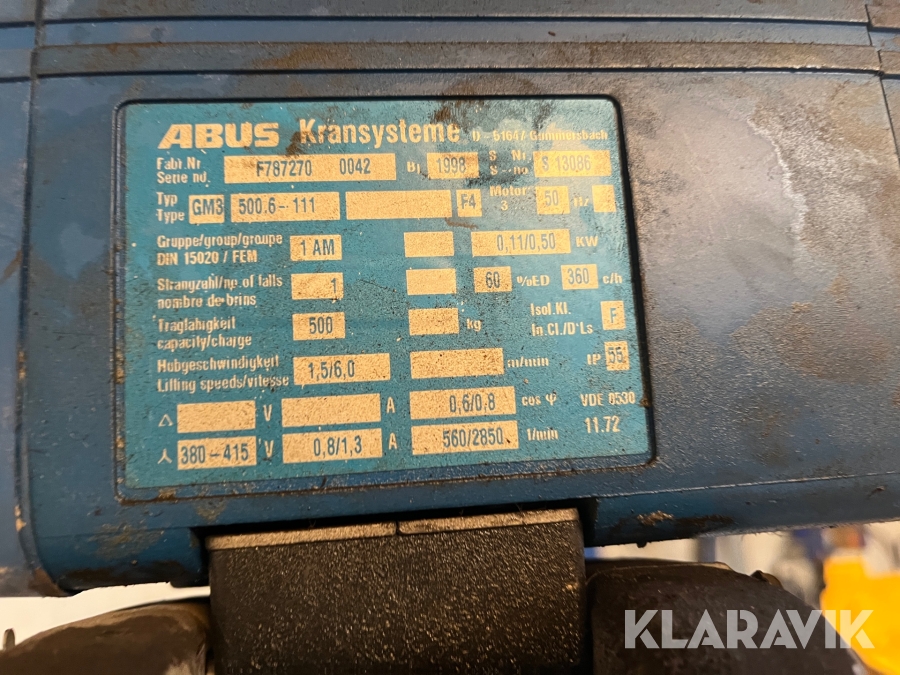 ABUS Kransysteme D - 51647 Gummersbach
Fabr. Nr. F787270 0042 Bj 1998 S Nr. S 13086
Serie no. S - no
Typ GM3 500.6-111 F4 Motor 50 Hz
Type 3
Gruppe/group/groupe 1 AM 0,11/0,50 KW
DIN 15020 / FEM
Strangzahl/no. of falls 1 60 %ED 360 c/h
nombre de brins
Tragfähigkeit 500 kg Isol. Kl. F
capacity/charge In.Cl./D'Ls
Hubgeschwindigkeit 1,5/6,0 m/min IP 55
Lifting speeds/vitesse
V A 0,6/0,8 cos φ VDE 0530
380-415 V 0,8/1,3 A 560/2850 1/min 11.72
KLARAVIK